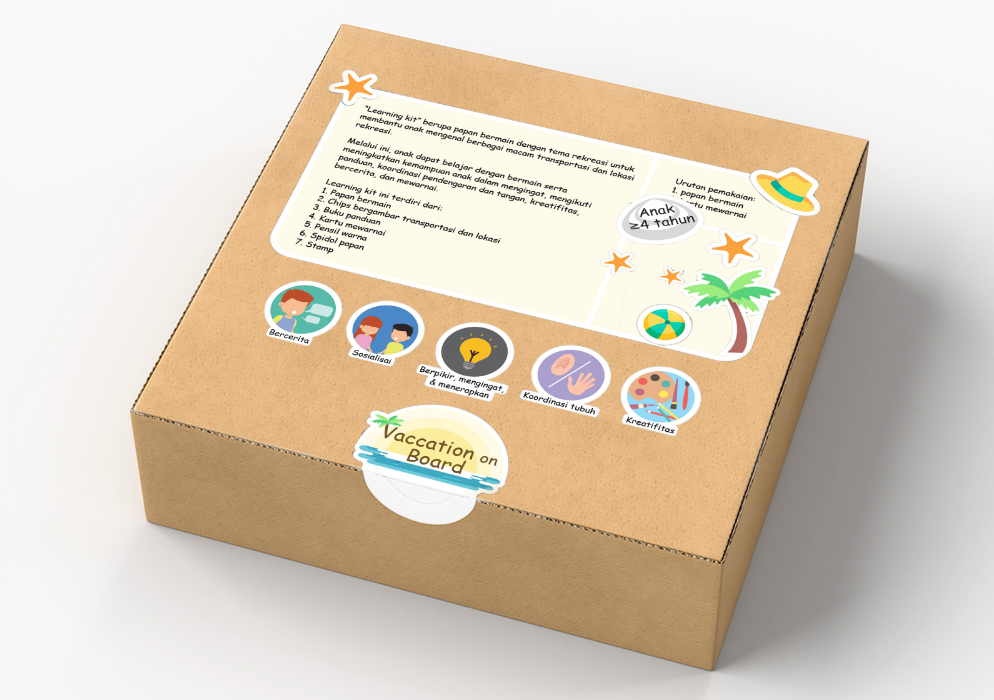 "Learning kit" berupa papan bermain dengan tema rekreasi untuk
membantu anak mengenal berbagai macam transportasi dan lokasi
rekreasi.
Melalui ini, anak dapat belajar dengan bermain serta
meningkatkan kemampuan anak dalam mengingat, mengikuti
panduan, koordinasi pendengaran dan tangan, kreatifitas,
bercerita, dan mewarnai.
Learning kit ini terdiri dari:
1. Papan bermain
2. Chips bergambar transportasi dan lokasi
3. Buku panduan
4. Kartu mewarnai
5. Pensil warna
6. Spidol papan
7. Stamp
Urutan pemakaian:
1. papan bermain
mewarnai
Anak
≥4 tahun
Bercerita
Sosialisai
Berpikir, mengingat,
& menerapkan
Koordinasi tubuh
Kreatifitas
Vaccation on
Board